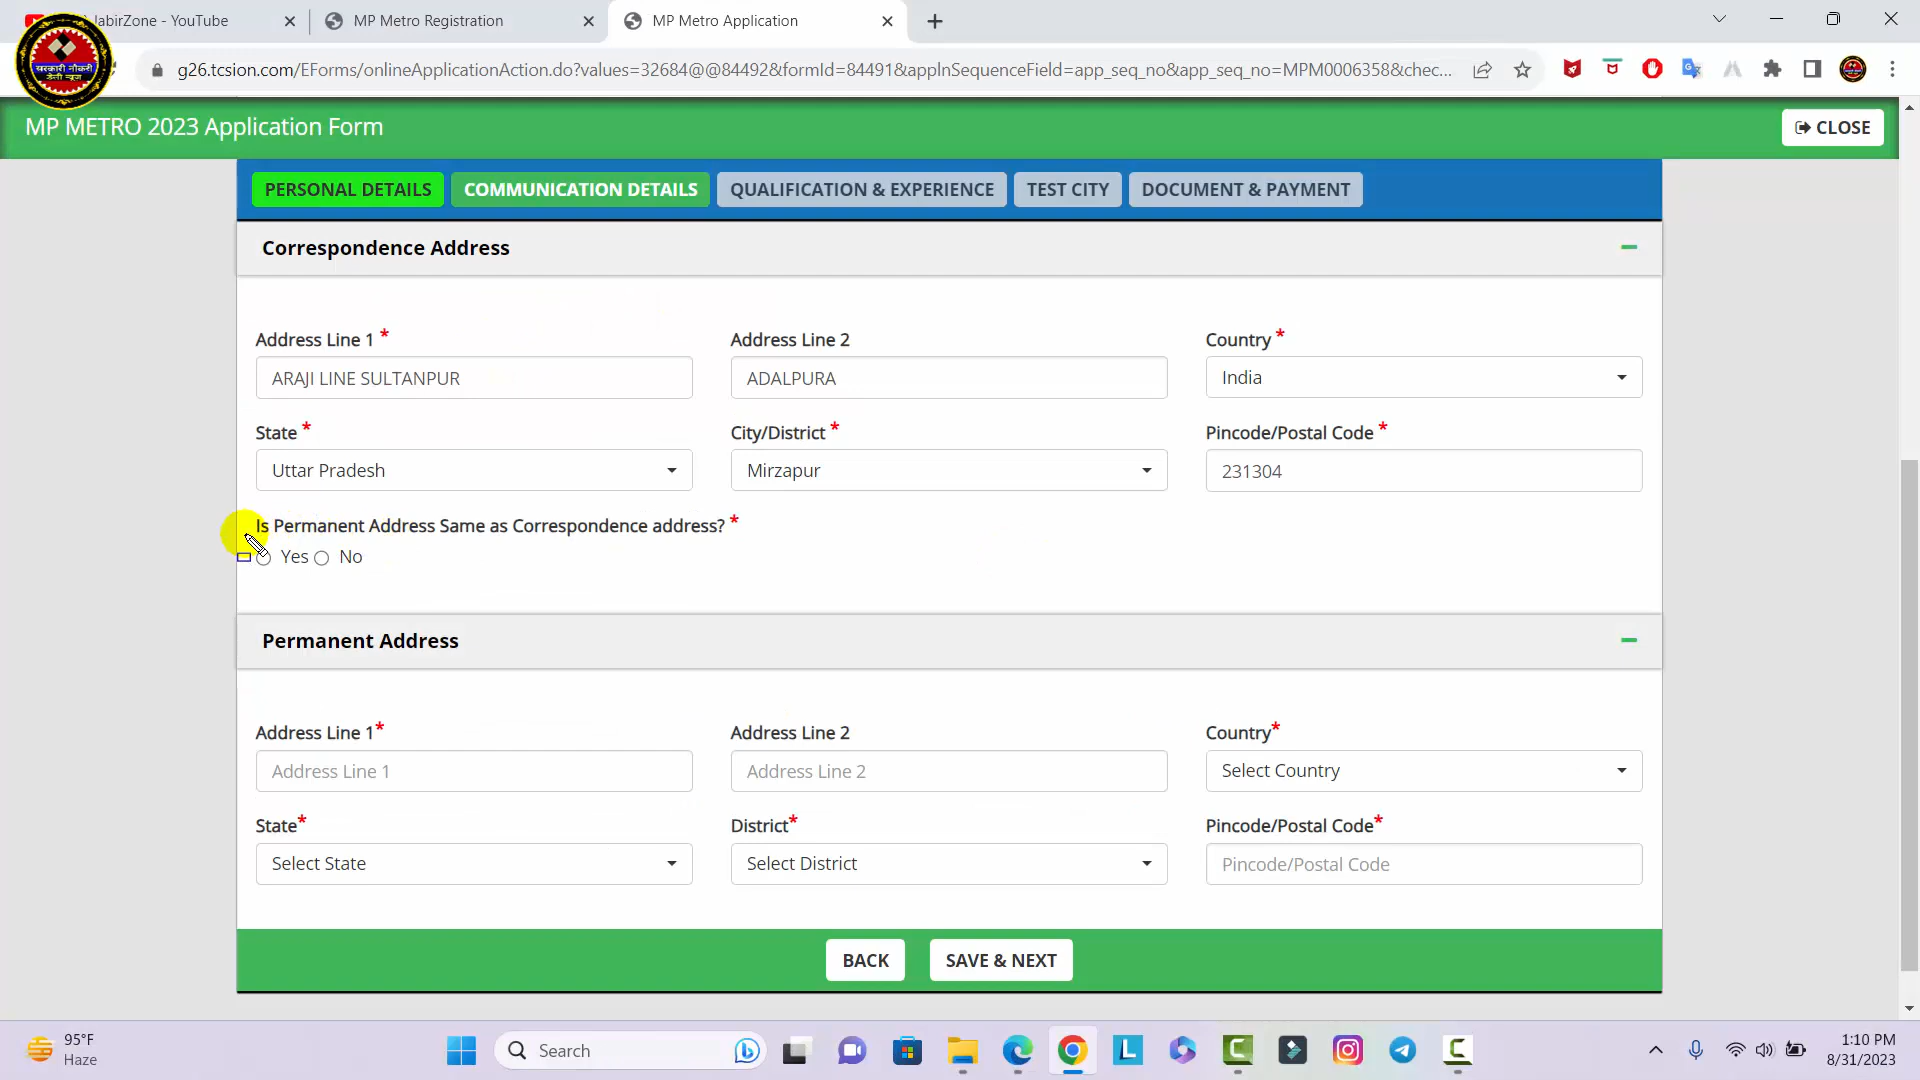 JabirZone - YouTube
MP Metro Registration
MP Metro Application
सरकारी नौकरी
डेली न्यूज
g26.tcsion.com/EForms/onlineApplicationAction.do?values=32684@@84492&formId=84491&applnSequenceField=app_seq_no&app_seq_no=MPM0006358&chec...
MP METRO 2023 Application Form
CLOSE
PERSONAL DETAILS COMMUNICATION DETAILS QUALIFICATION & EXPERIENCE TEST CITY DOCUMENT & PAYMENT
Correspondence Address
Address Line 1 * Address Line 2 Country *
ARAJI LINE SULTANPUR ADALPURA India
State * City/District * Pincode/Postal Code *
Uttar Pradesh Mirzapur 231304
Is Permanent Address Same as Correspondence address? *
Yes No
Permanent Address
Address Line 1* Address Line 2 Country*
Address Line 1 Address Line 2 Select Country
State* District* Pincode/Postal Code*
Select State Select District Pincode/Postal Code
BACK SAVE & NEXT
95°F
Haze
Search
1:10 PM
8/31/2023